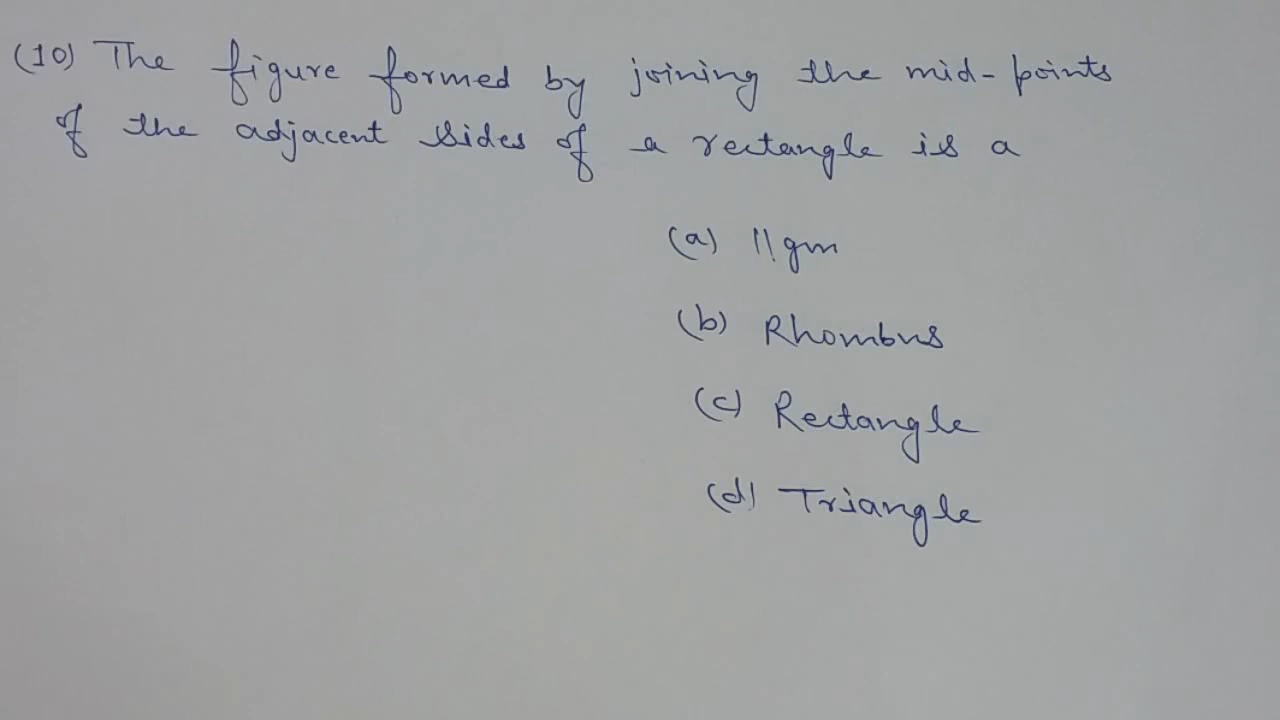 (10) The figure formed by joining the mid-points
of the adjacent sides of a rectangle is a
(a) ||gm
(b) Rhombus
(c) Rectangle
(d) Triangle